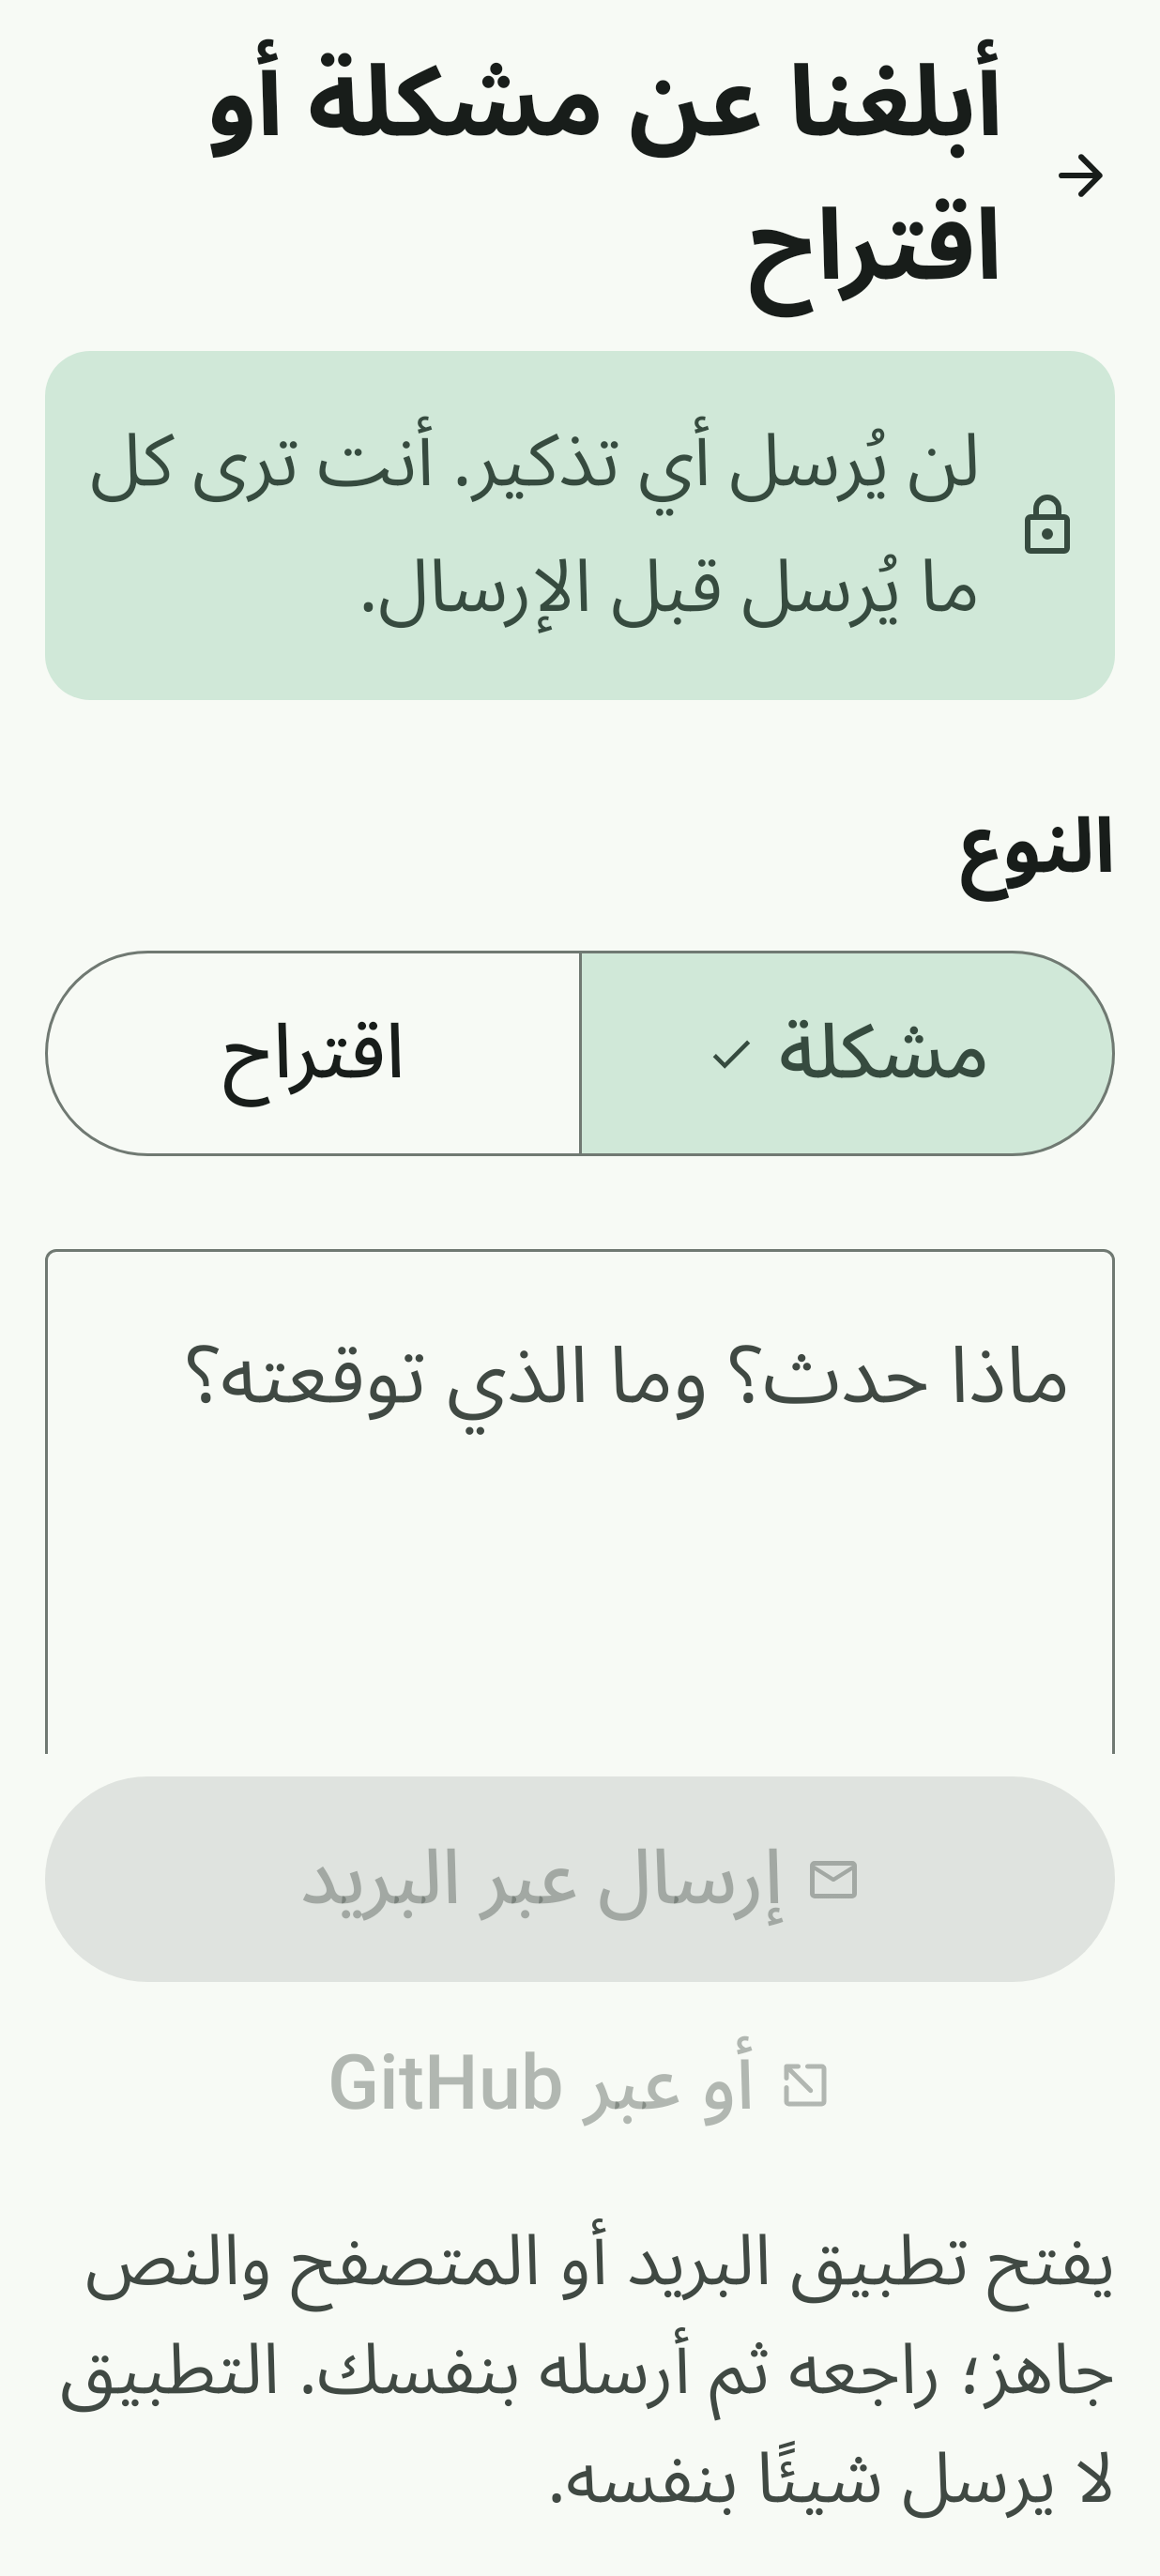 أبلغنا عن مشكلة أو
اقتراح
لن يُرسل أي تذكير. أنت ترى كل
ما يُرسل قبل الإرسال.
النوع
مشكلة
اقتراح
ماذا حدث؟ وما الذي توقعته؟
إرسال عبر البريد
أو عبر GitHub
يفتح تطبيق البريد أو المتصفح والنص
جاهز؛ راجعه ثم أرسله بنفسك. التطبيق
لا يرسل شيئًا بنفسه.